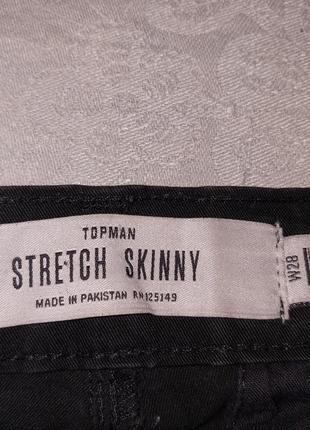 TOPMAN
STRETCH SKINNY
MADE IN PAKISTAN RN125149
W28